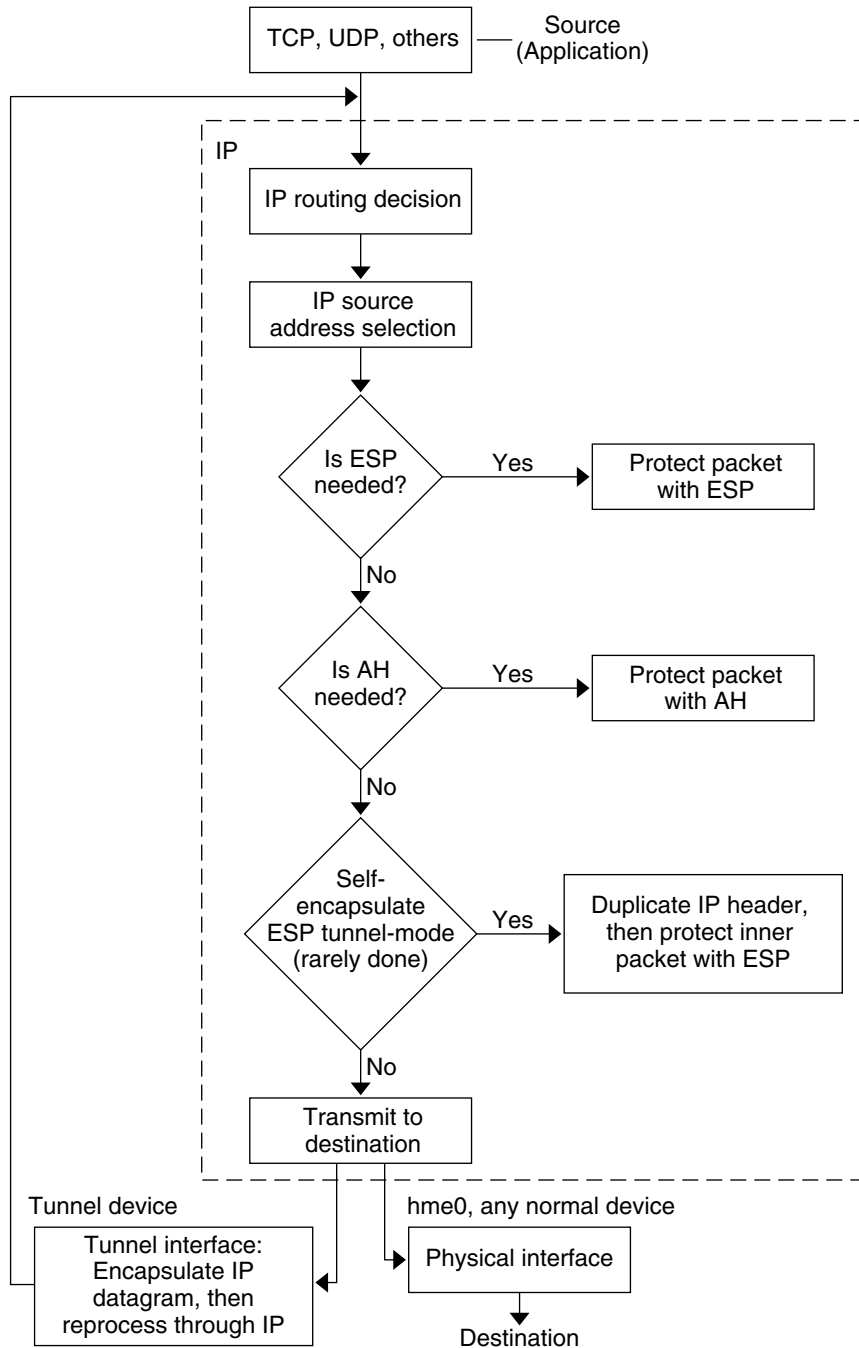 TCP, UDP, others
Source
(Application)
IP
IP routing decision
IP source
address selection
Is ESP
needed?
Yes
Protect packet
with ESP
No
Is AH
needed?
Yes
Protect packet
with AH
No
Self-
encapsulate
ESP tunnel-mode
(rarely done)
Yes
Duplicate IP header,
then protect inner
packet with ESP
No
Transmit to
destination
Tunnel device
hme0, any normal device
Tunnel interface:
Encapsulate IP
datagram, then
reprocess through IP
Physical interface
Destination